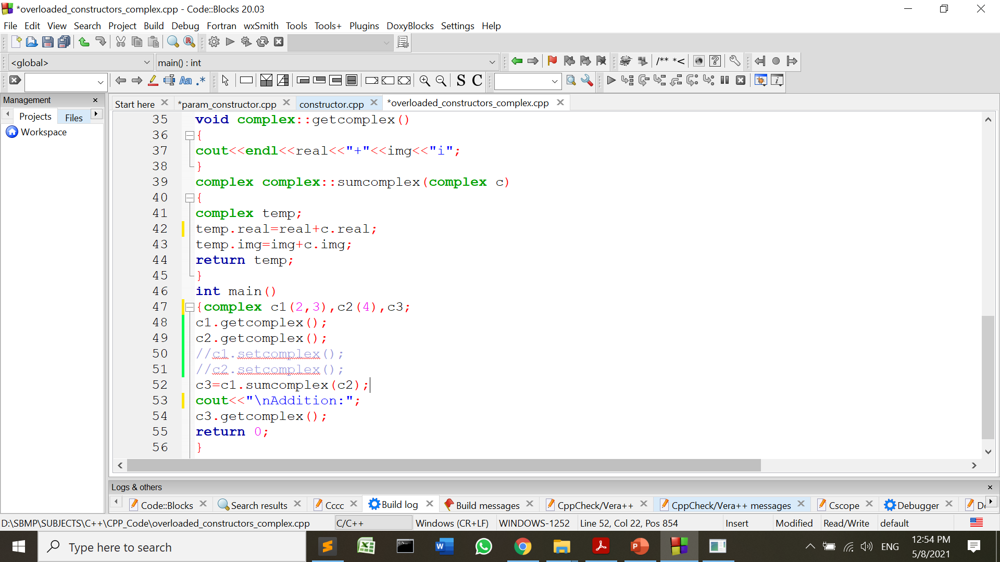 *overloaded_constructors_complex.cpp - Code::Blocks 20.03
File Edit View Search Project Build Debug Fortran wxSmith Tools Tools+ Plugins DoxyBlocks Settings Help
<global> main() : int /** *<
Aa .* S C
Management
Projects Files
Workspace
Start here *param_constructor.cpp constructor.cpp *overloaded_constructors_complex.cpp
35 void complex::getcomplex()
36 {
37 cout<<endl<<real<<"+"<<img<<"i";
38 }
39 complex complex::sumcomplex(complex c)
40 {
41 complex temp;
42 temp.real=real+c.real;
43 temp.img=img+c.img;
44 return temp;
45 }
46 int main()
47 {complex c1(2,3),c2(4),c3;
48 c1.getcomplex();
49 c2.getcomplex();
50 //c1.setcomplex();
51 //c2.setcomplex();
52 c3=c1.sumcomplex(c2);
53 cout<<"\nAddition:";
54 c3.getcomplex();
55 return 0;
56 }
Logs & others
Code::Blocks Search results Cccc Build log Build messages CppCheck/Vera++ CppCheck/Vera++ messages Cscope Debugger
D:\SBMP\SUBJECTS\C++\CPP_Code\overloaded_constructors_complex.cpp C/C++ Windows (CR+LF) WINDOWS-1252 Line 52, Col 22, Pos 854 Insert Modified Read/Write default
Type here to search
ENG
12:54 PM
5/8/2021